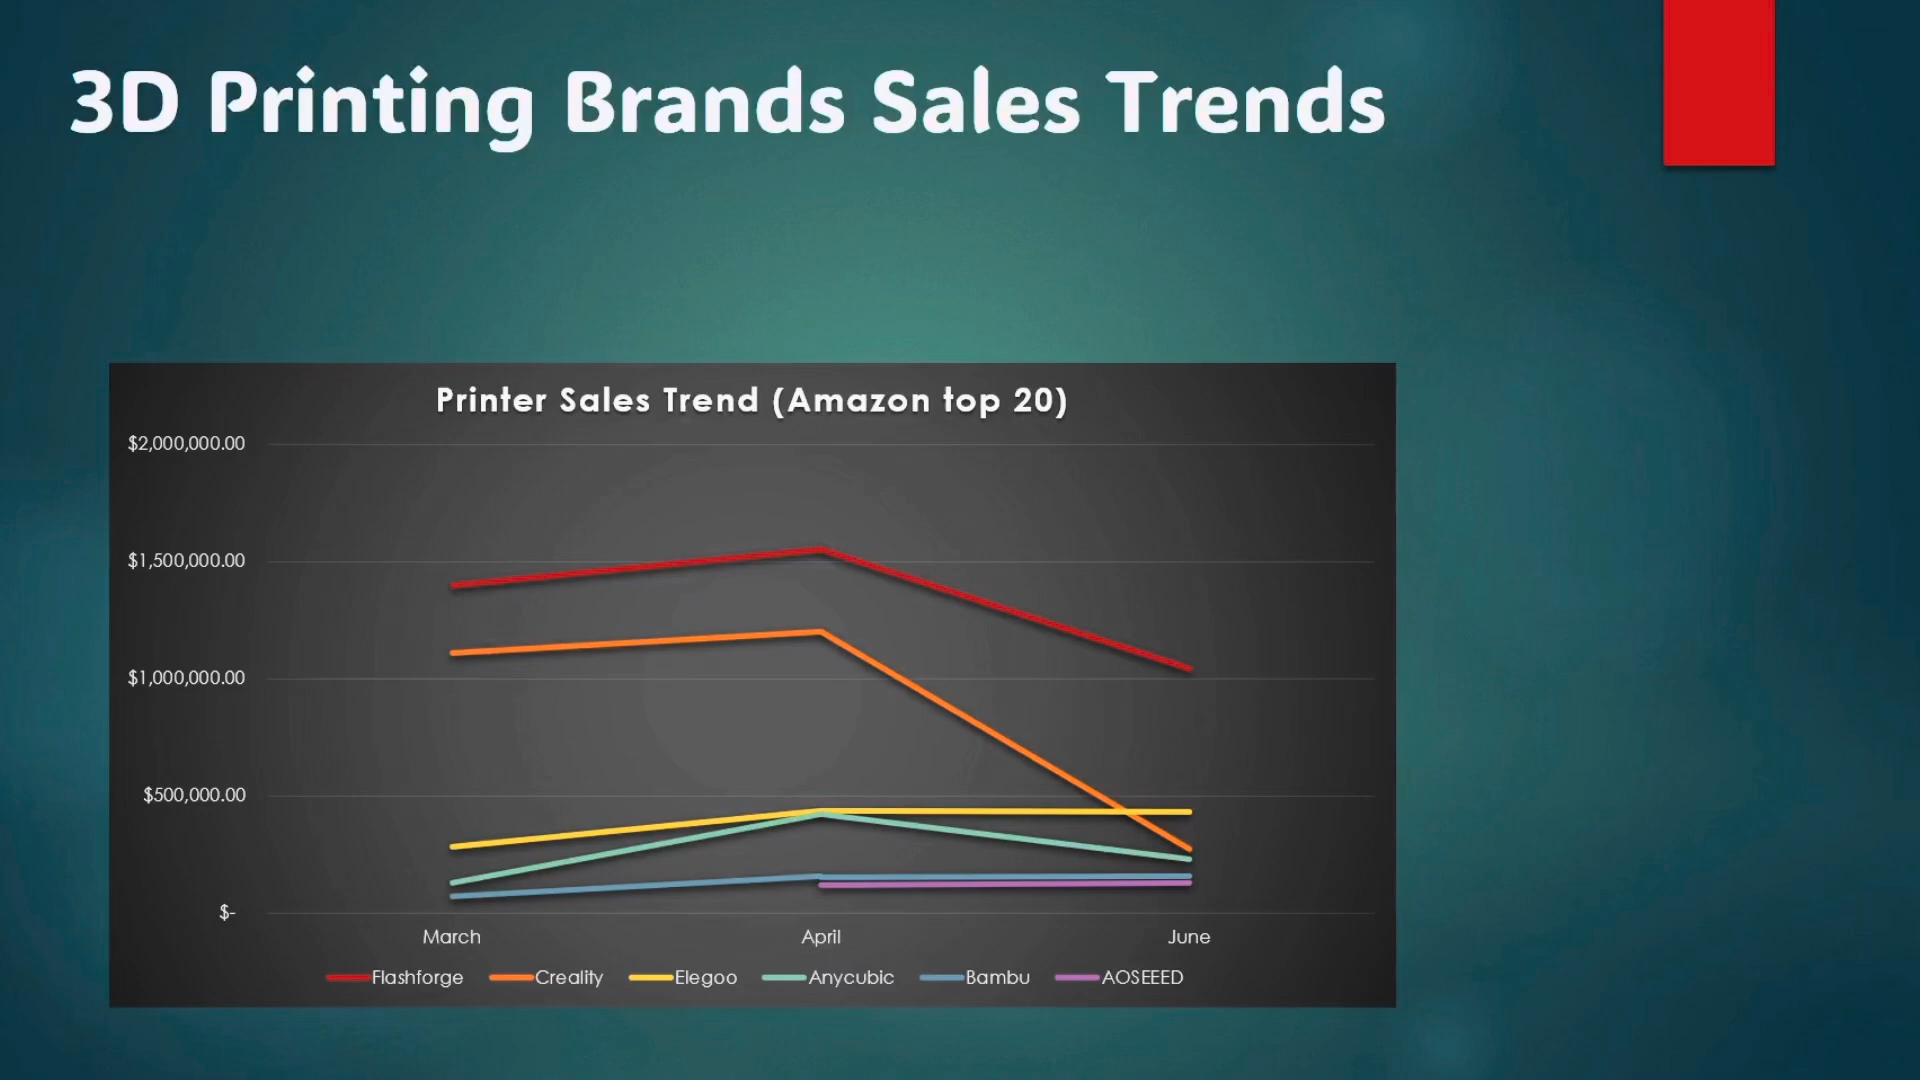 3D Printing Brands Sales Trends
Printer Sales Trend (Amazon top 20)
$2,000,000.00
$1,500,000.00
$1,000,000.00
$500,000.00
$-
March April June
Flashforge Creality Elegoo Anycubic Bambu AOSEEED